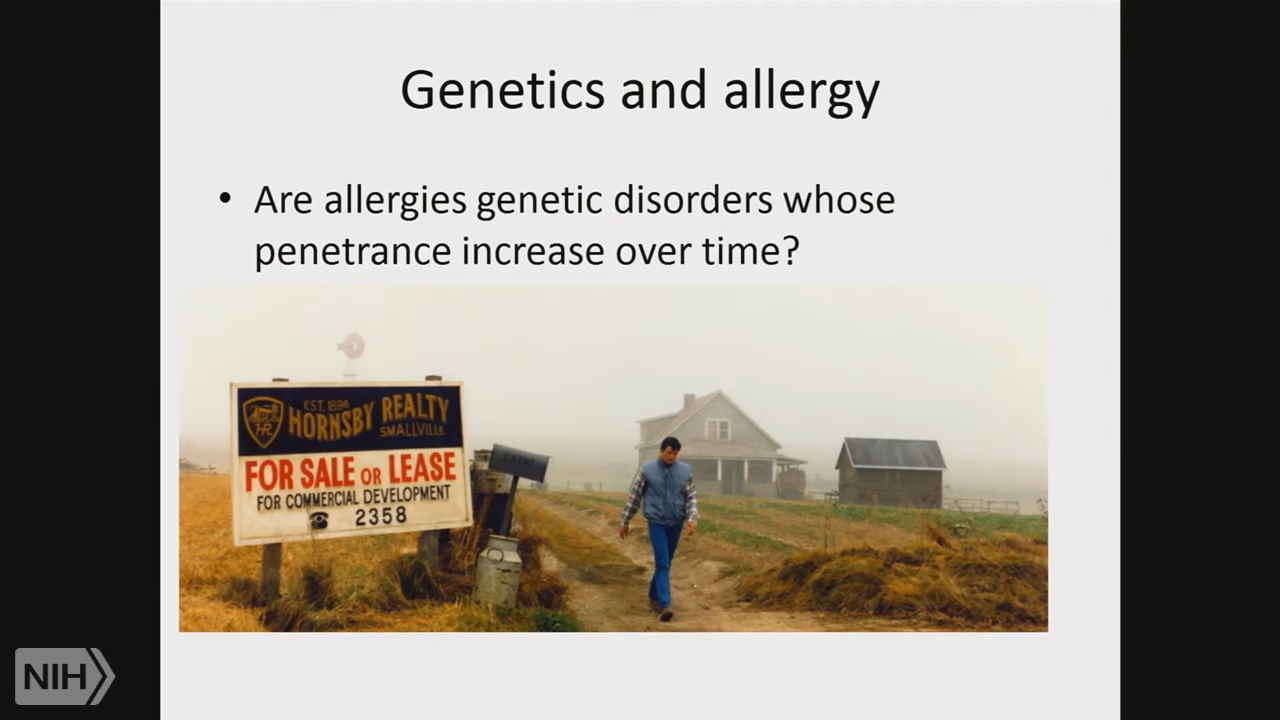 Genetics and allergy
• Are allergies genetic disorders whose
penetrance increase over time?
EST. 1896
HORNSBY REALTY
SMALLVILLE
HR
FOR SALE OR LEASE
FOR COMMERCIAL DEVELOPMENT
2358
NIH